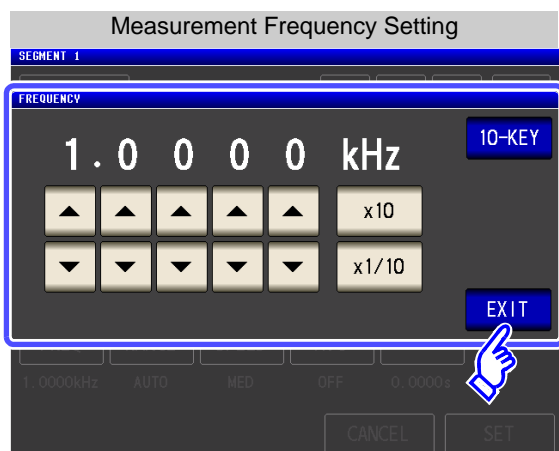 Measurement Frequency Setting
SEGMENT 1
FREQUENCY
1.0000 kHz
10-KEY
x10
x1/10
EXIT
1.0000kHz AUTO MED OFF 0.0000s
CANCEL SET